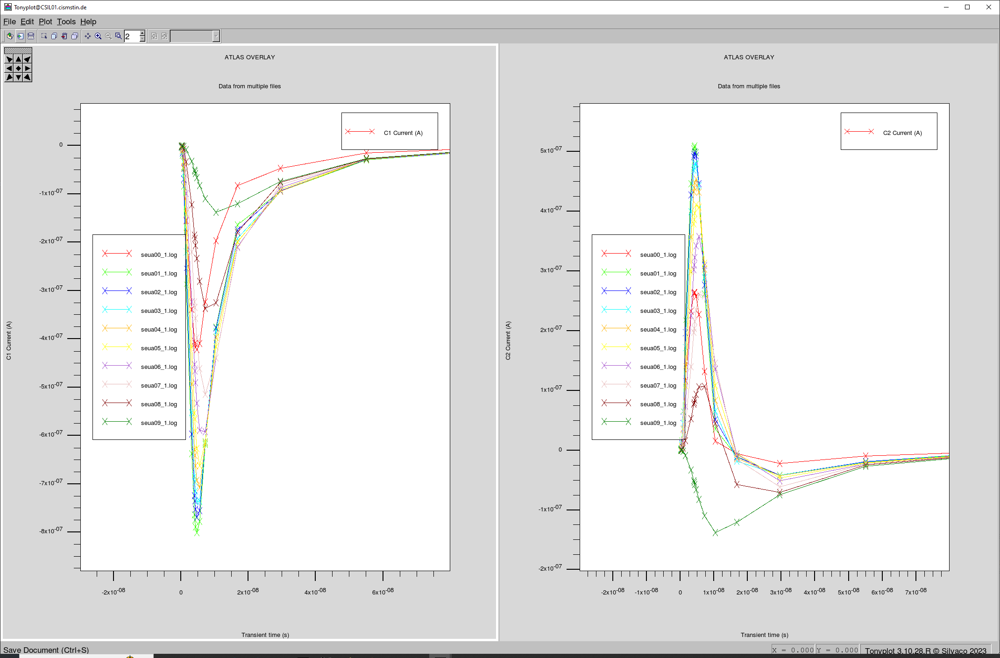 Tonyplot@CSIL01.cismstin.de
File Edit Plot Tools Help
2
ATLAS OVERLAY
Data from multiple files
C1 Current (A)
0
-1x10-07
-2x10-07
-3x10-07
-4x10-07
-5x10-07
-6x10-07
-7x10-07
-8x10-07
seua00_1.log
seua01_1.log
seua02_1.log
seua03_1.log
seua04_1.log
seua05_1.log
seua06_1.log
seua07_1.log
seua08_1.log
seua09_1.log
C1 Current (A)
-2x10-08 0 2x10-08 4x10-08 6x10-08
Transient time (s)
ATLAS OVERLAY
Data from multiple files
C2 Current (A)
5x10-07
4x10-07
3x10-07
2x10-07
1x10-07
0
-1x10-07
-2x10-07
seua00_1.log
seua01_1.log
seua02_1.log
seua03_1.log
seua04_1.log
seua05_1.log
seua06_1.log
seua07_1.log
seua08_1.log
seua09_1.log
C2 Current (A)
-2x10-08 -1x10-08 0 1x10-08 2x10-08 3x10-08 4x10-08 5x10-08 6x10-08 7x10-08
Transient time (s)
Save Document (Ctrl+S)
X = 0.000 Y = 0.000 Tonyplot 3.10.28.R © Silvaco 2023